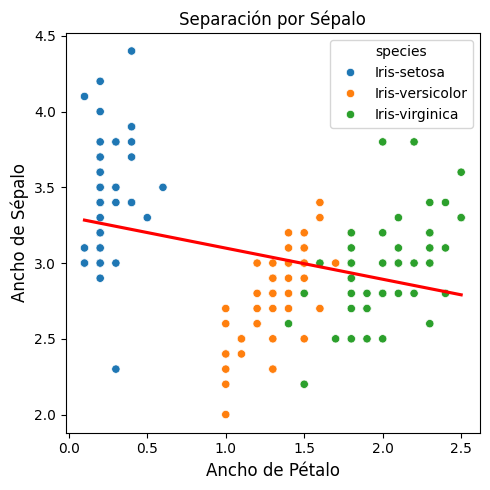 Separación por Sépalo
species
Iris-setosa
Iris-versicolor
Iris-virginica
Ancho de Sépalo
4.5
4.0
3.5
3.0
2.5
2.0
0.0 0.5 1.0 1.5 2.0 2.5
Ancho de Pétalo